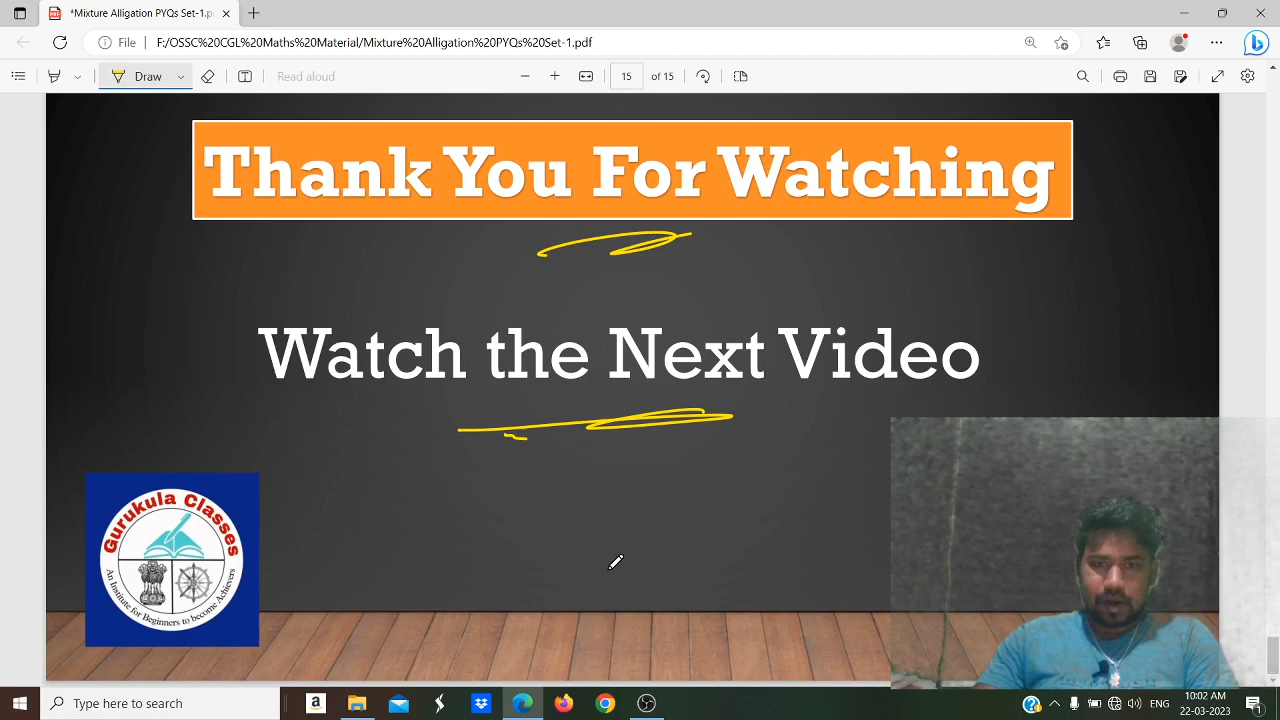 *Mixture Alligation PYQs Set-1.p
File
F:/OSSC%20CGL%20Maths%20Material/Mixture%20Alligation%20PYQs%20Set-1.pdf
Draw
Read aloud
15 of 15
Thank You For Watching
Watch the Next Video
Gurukula Classes
An Institute for Beginners to become Achievers
Type here to search
ENG
10:02 AM
22-03-2023